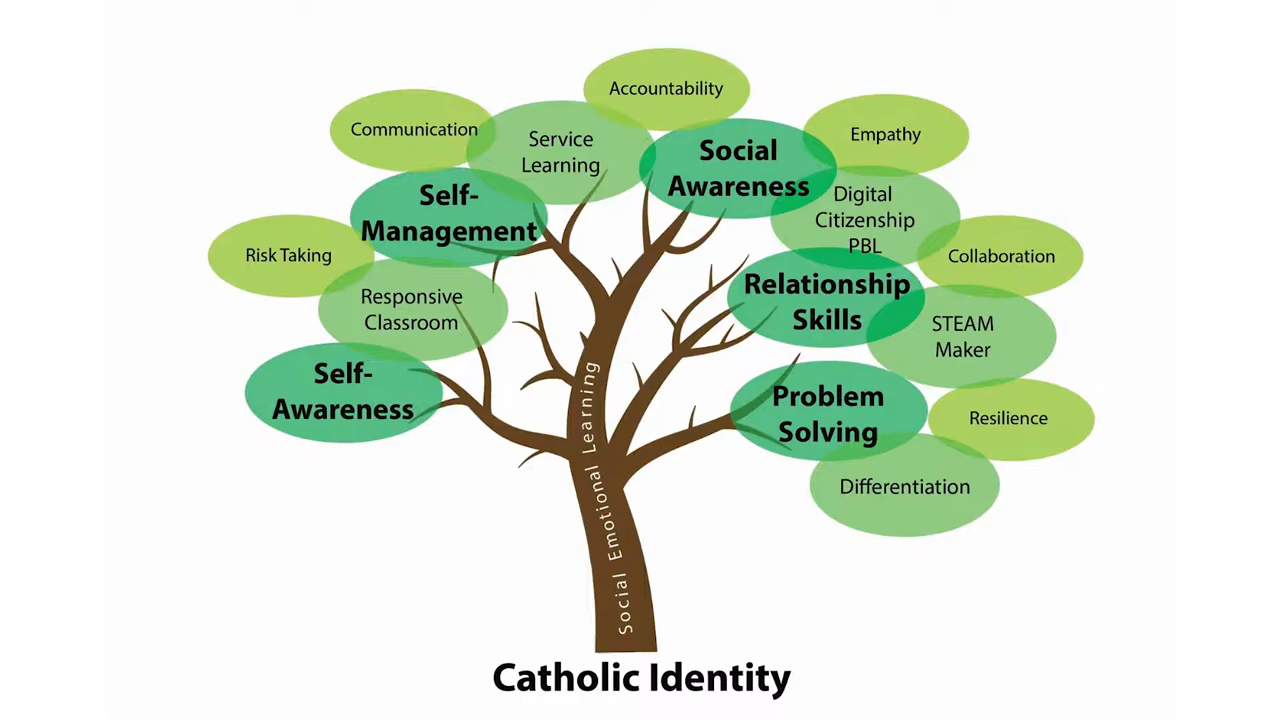 Accountability
Communication
Service
Learning
Social
Awareness
Empathy
Self-
Management
Digital
Citizenship
PBL
Risk Taking
Collaboration
Responsive
Classroom
Relationship
Skills
STEAM
Maker
Self-
Awareness
Problem
Solving
Resilience
Differentiation
Social Emotional Learning
Catholic Identity